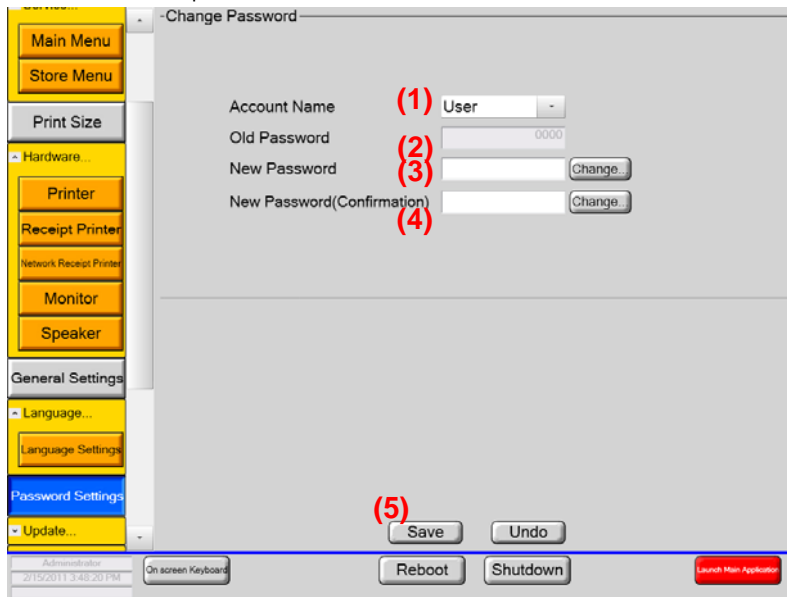 Service...
Main Menu
Store Menu
Print Size
Hardware...
Printer
Receipt Printer
Network Receipt Printer
Monitor
Speaker
General Settings
Language...
Language Settings
Password Settings
Update...
Change Password
Account Name (1) User
Old Password (2) 0000
New Password (3) Change...
New Password(Confirmation) (4) Change...
(5)
Save Undo
Administrator
2/15/2011 3:48:20 PM
On screen Keyboard
Reboot Shutdown
Launch Main Application